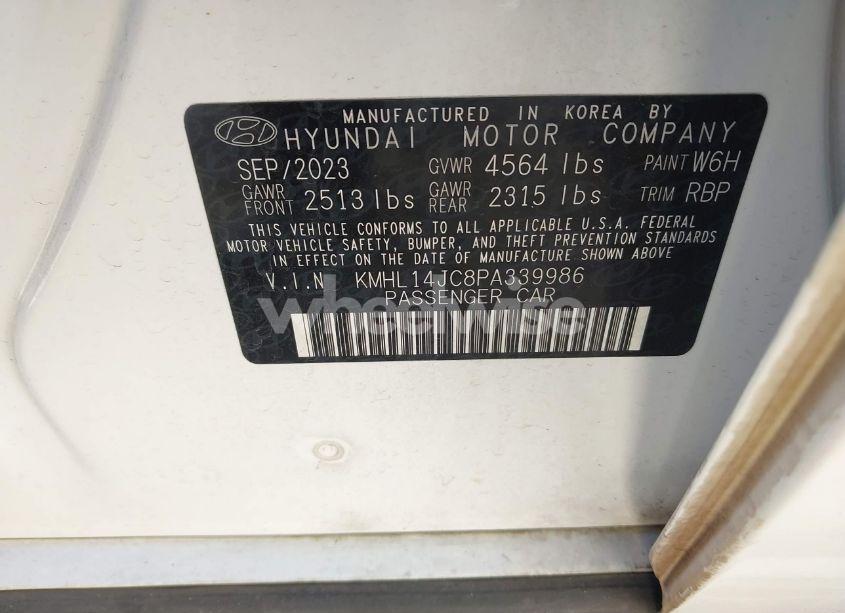 MANUFACTURED IN KOREA BY
HYUNDAI MOTOR COMPANY
SEP/2023 GVWR 4564 lbs PAINT W6H
GAWR FRONT 2513 lbs GAWR REAR 2315 lbs TRIM RBP
THIS VEHICLE CONFORMS TO ALL APPLICABLE U.S.A. FEDERAL
MOTOR VEHICLE SAFETY, BUMPER, AND THEFT PREVENTION STANDARDS
IN EFFECT ON THE DATE OF MANUFACTURE SHOWN ABOVE
V.I.N KMHL14JC8PA339986
PASSENGER CAR
wheelwise